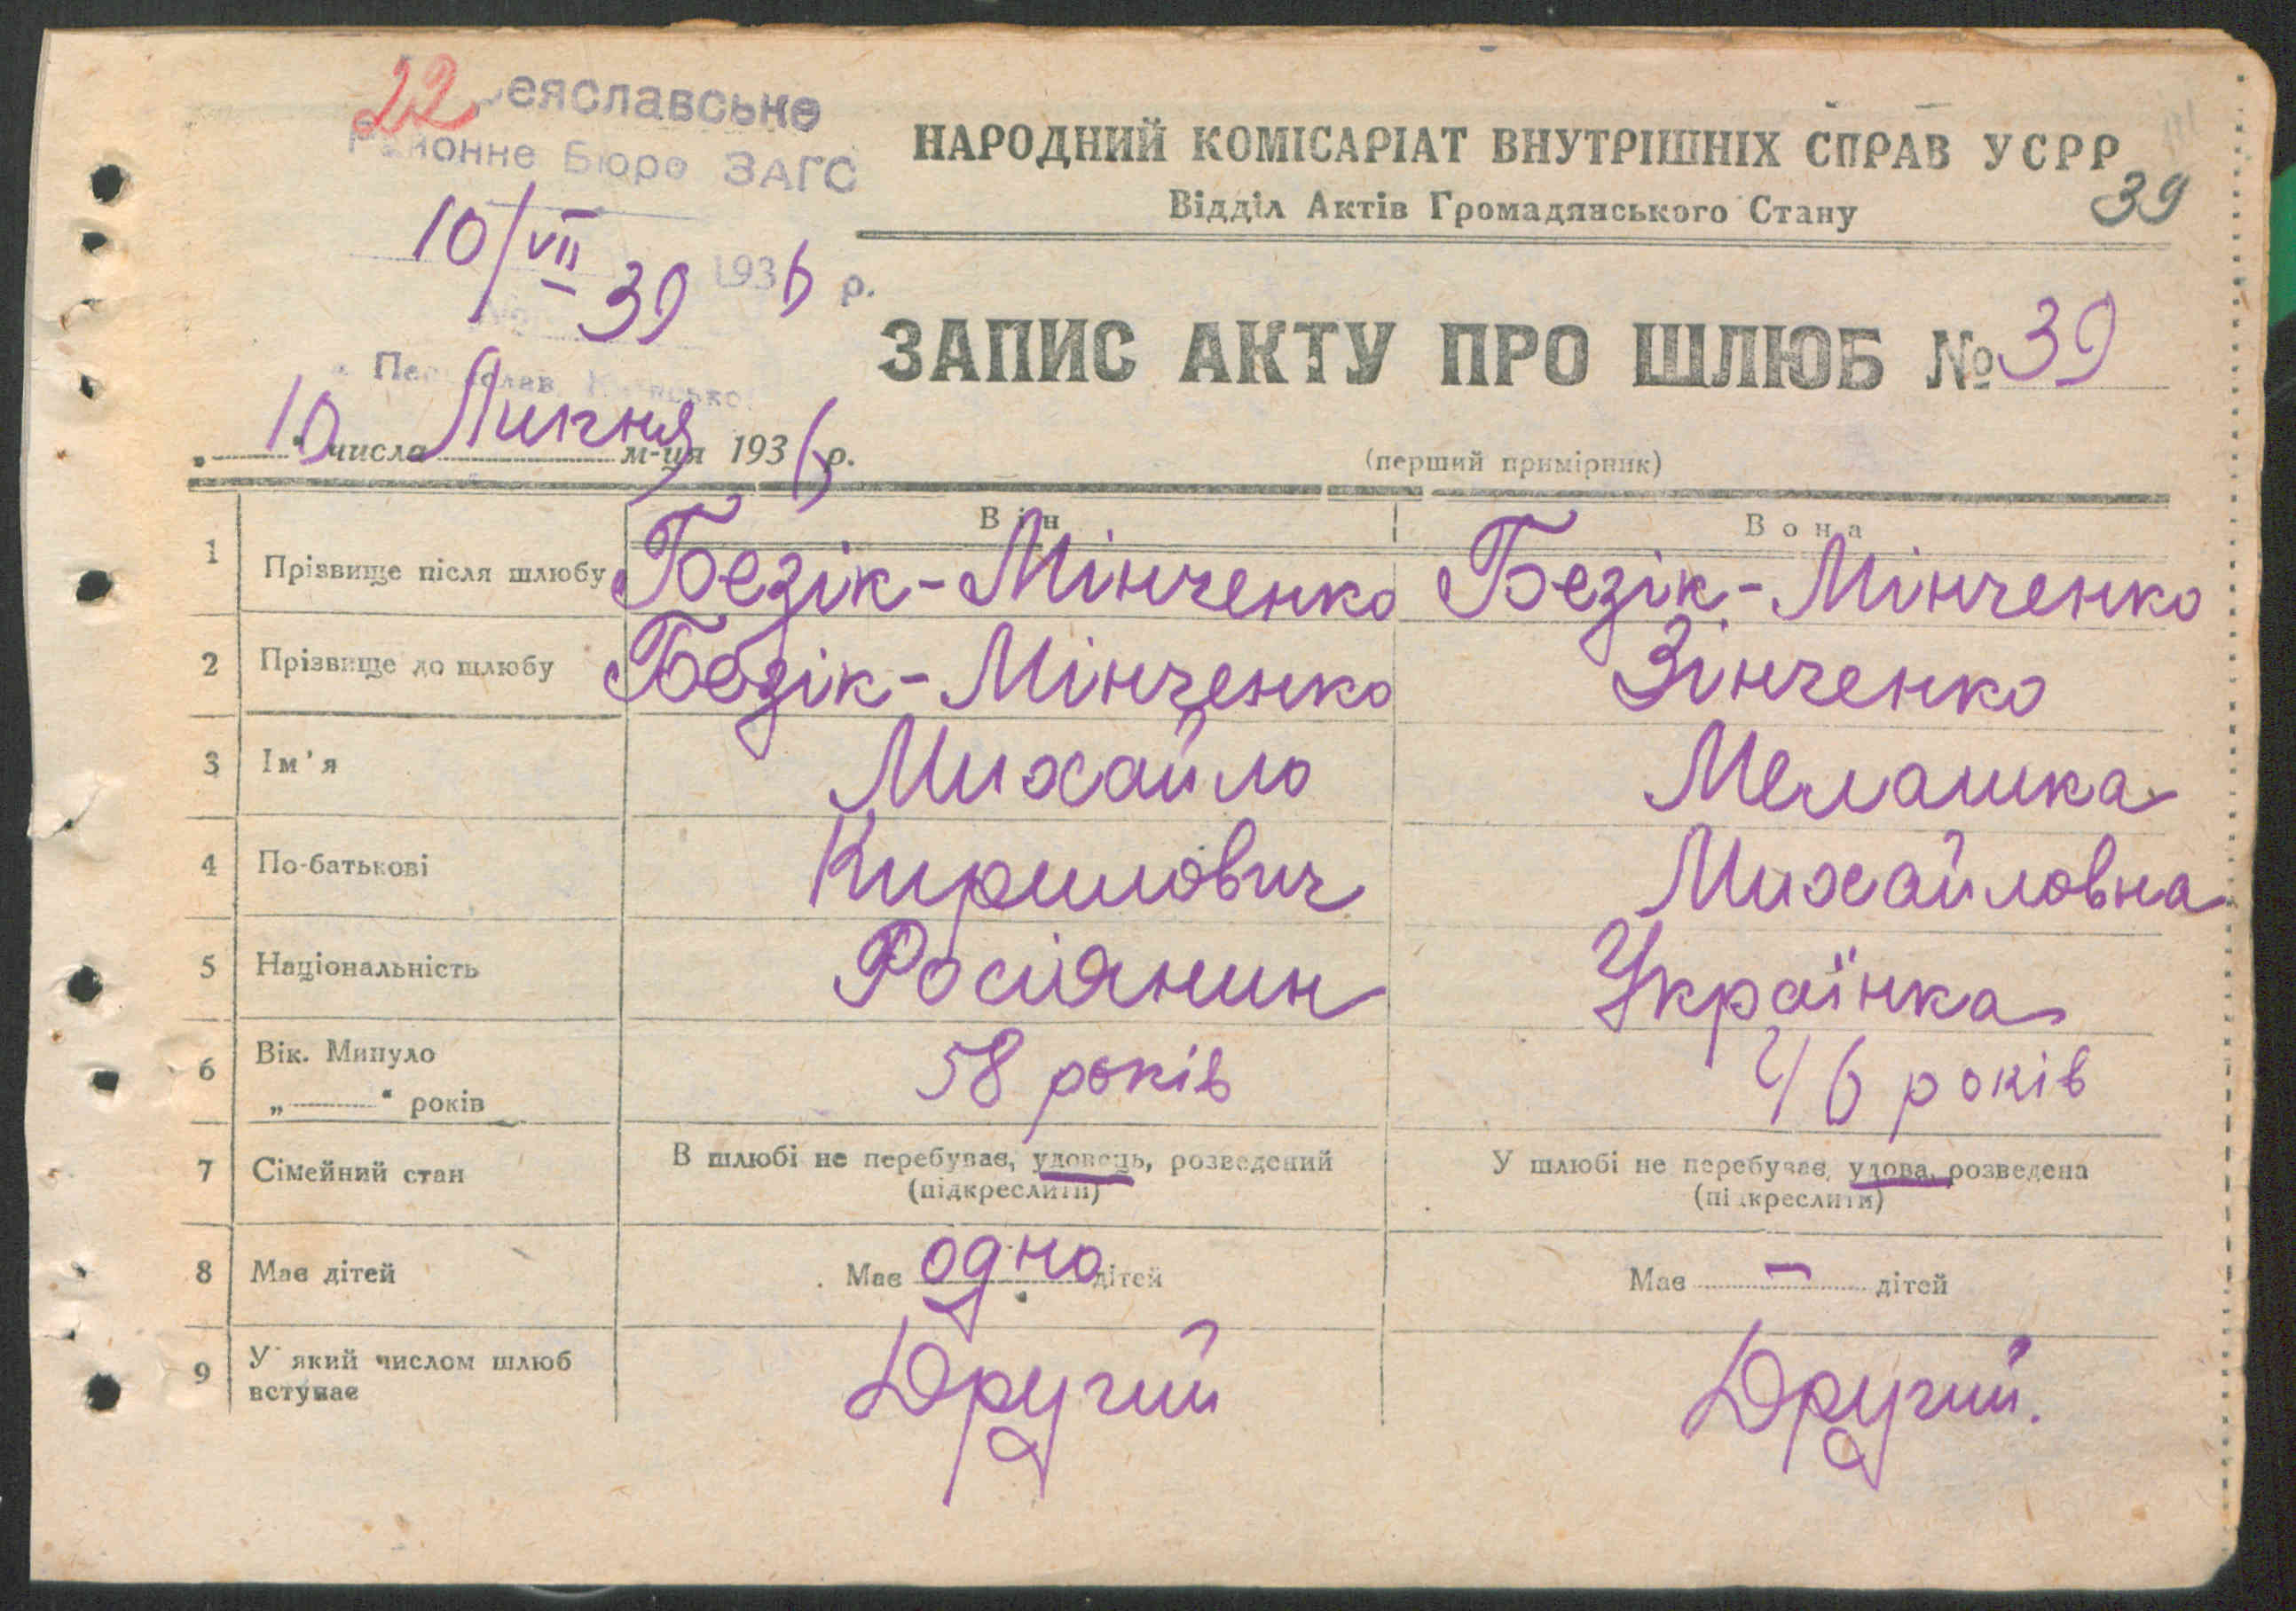 22
еяславське
районне Бюро ЗАГС
НАРОДНИЙ КОМІСАРІАТ ВНУТРІШНІХ СПРАВ УСРР
Відділ Актів Громадянського Стану
39
10/VII 1936 р.
39
ЗАПИС АКТУ ПРО ШЛЮБ № 39
„10" числа Липня м-ця 1936 р.
(перший примірник)
Він Вона
1 Прізвище після шлюбу Безік-Мінченко Безік-Мінченко
2 Прізвище до шлюбу Безік-Мінченко Зінченко
3 Ім'я Михайло Мелашка
4 По-батькові Кирилович Михайловна
5 Національність Росіянин Українка
6 Вік. Минуло
„ " років
58 років 46 років
7 Сімейний стан В шлюбі не перебуває, удовець, розведений У шлюбі не перебуває, удова, розведена
(підкреслити) (підкреслити)
8 Має дітей Має одно дітей Має — дітей
9 У який числом шлюб
вступає
Другий Другий.